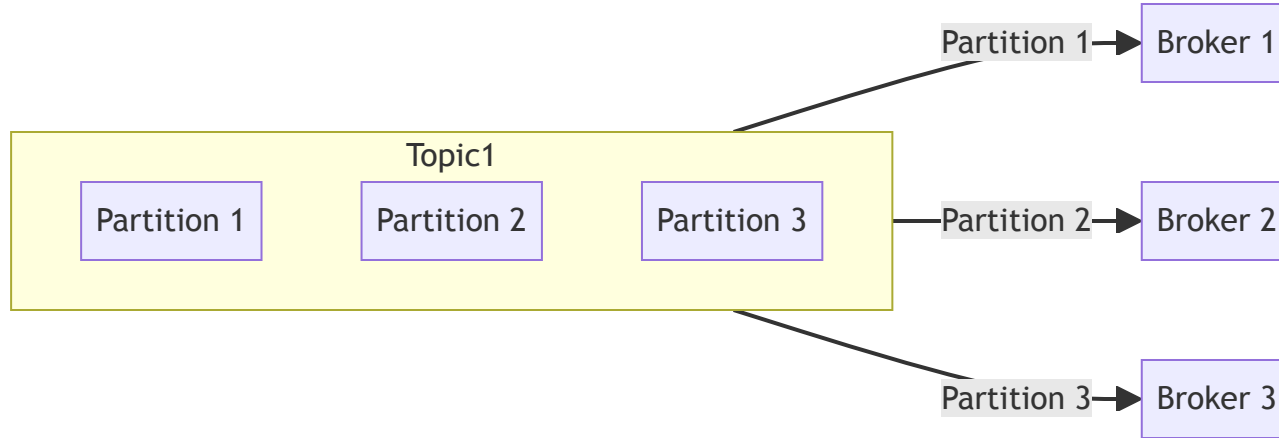 Partition 1
Broker 1
Topic1
Partition 1
Partition 2
Partition 3
Partition 2
Broker 2
Partition 3
Broker 3